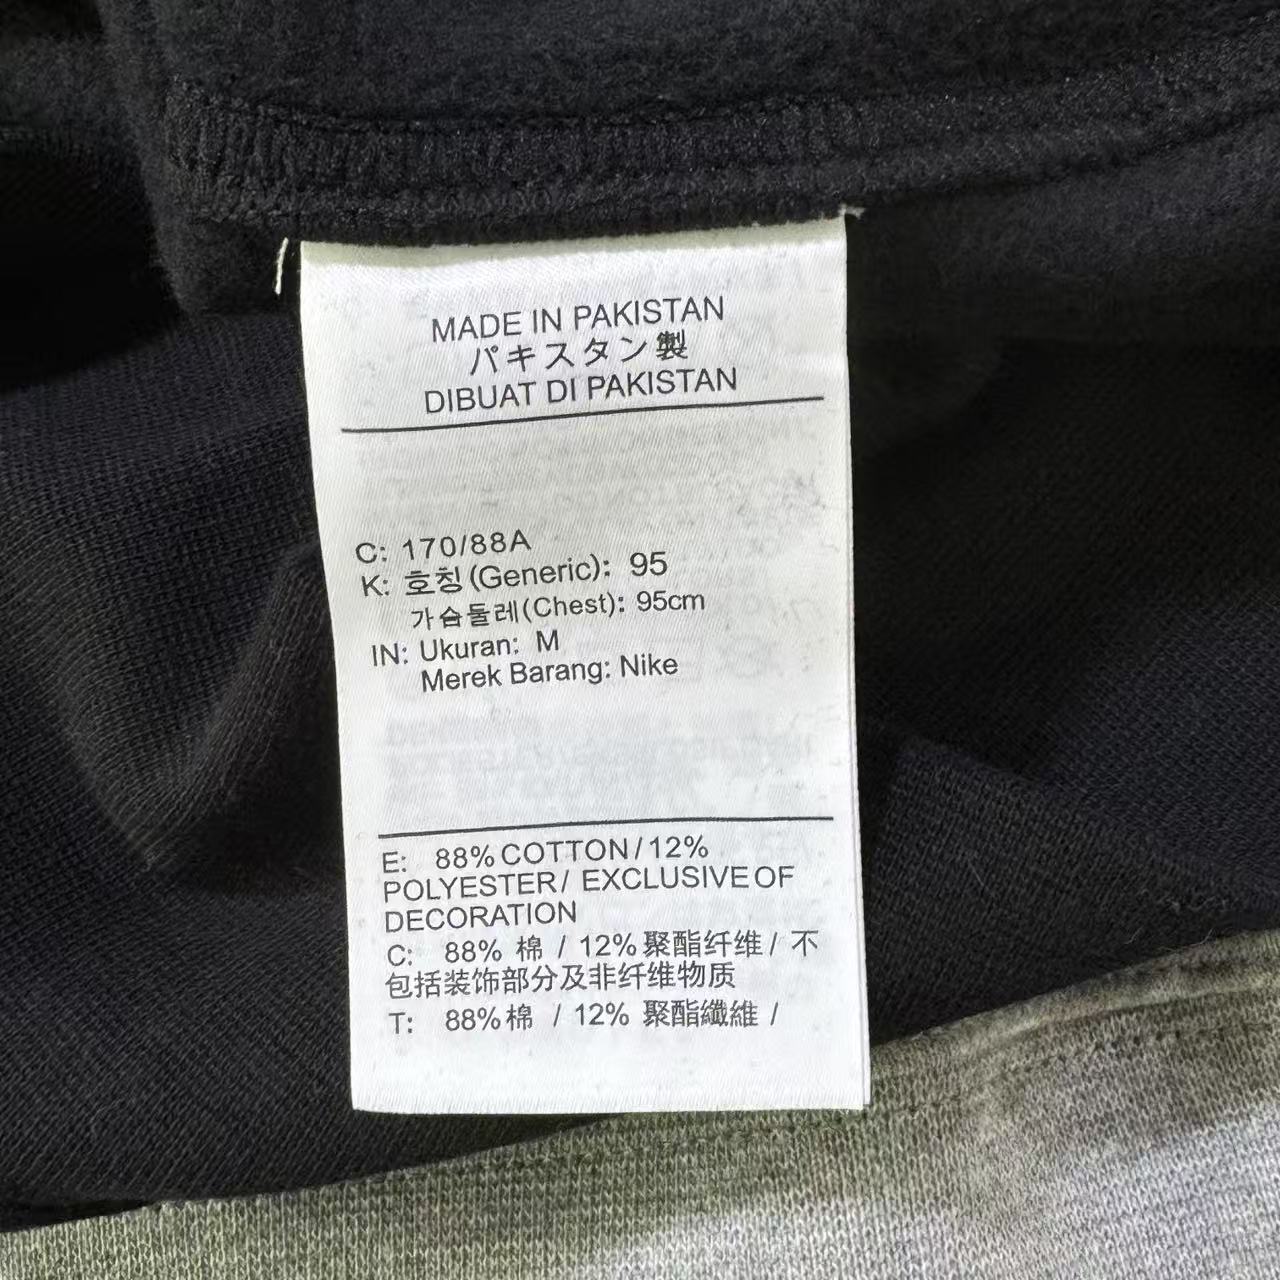 MADE IN PAKISTAN
パキスタン製
DIBUAT DI PAKISTAN
C: 170/88A
K: 호칭 (Generic): 95
가슴둘레(Chest): 95cm
IN: Ukuran: M
Merek Barang: Nike
E: 88% COTTON / 12%
POLYESTER / EXCLUSIVE OF
DECORATION
C: 88% 棉 / 12% 聚酯纤维 / 不
包括装饰部分及非纤维物质
T: 88% 棉 / 12% 聚酯纖維 /